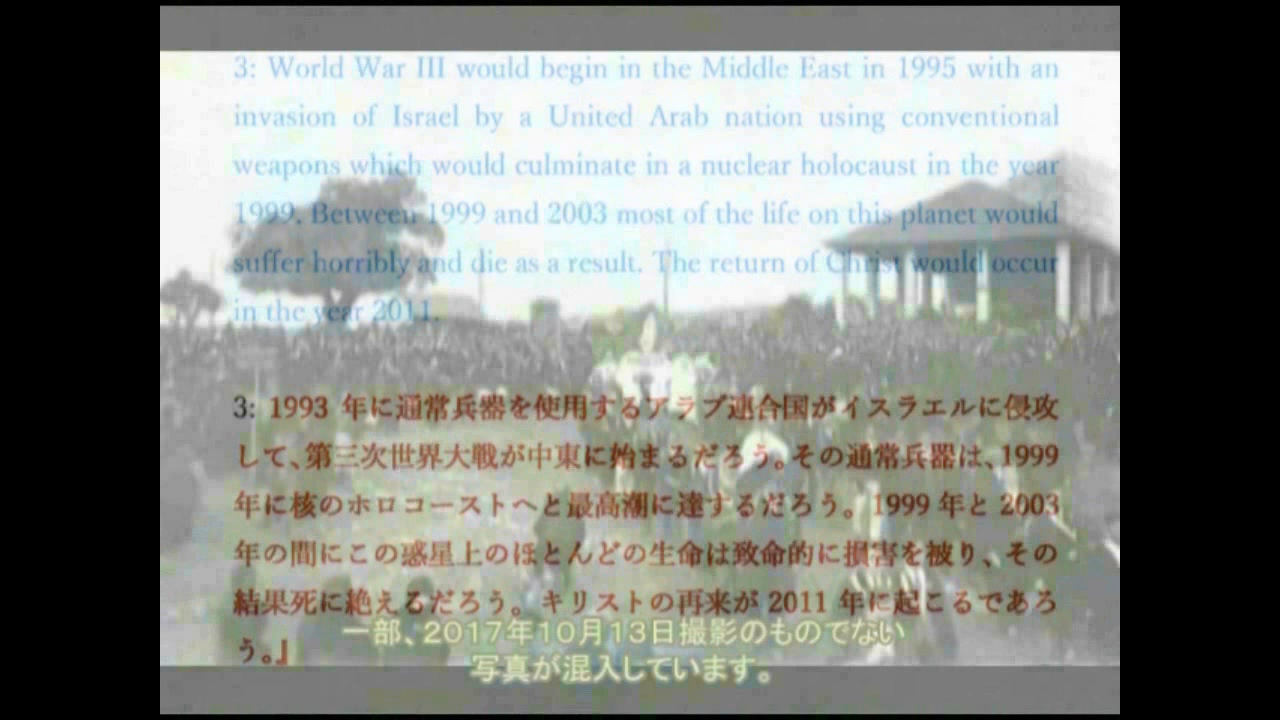 3: World War III would begin in the Middle East in 1995 with an
invasion of Israel by a United Arab nation using conventional
weapons which would culminate in a nuclear holocaust in the year
1999. Between 1999 and 2003 most of the life on this planet would
suffer horribly and die as a result. The return of Christ would occur
in the year 2011.
3: 1993 年に通常兵器を使用するアラブ連合国がイスラエルに侵攻
して、第三次世界大戦が中東に始まるだろう。その通常兵器は、1999
年に核のホロコーストへと最高潮に達するだろう。1999 年と 2003
年の間にこの惑星上のほとんどの生命は致命的に損害を被り、その
結果死に絶えるだろう。キリストの再来が 2011 年に起こるであろ
う。』
一部、2017年10月13日撮影のものでない
写真が混入しています。